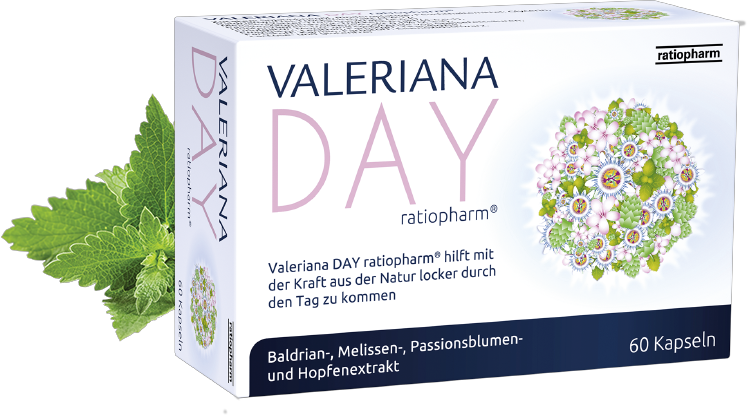 VALERIANA
DAY
ratiopharm®
ratiopharm
Valeriana DAY ratiopharm® hilft mit
der Kraft aus der Natur locker durch
den Tag zu kommen
Baldrian-, Melissen-, Passionsblumen-
und Hopfenextrakt
60 Kapseln
VALERIANA
DAY
ratiopharm®
60 Kapseln
ratiopharm